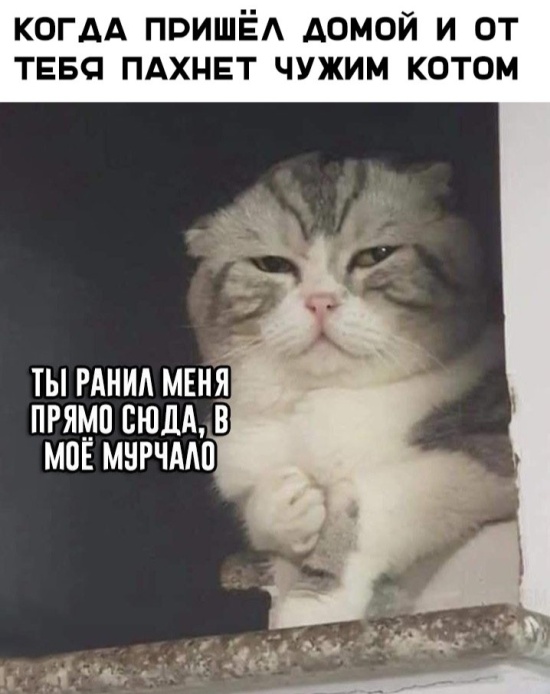 КОГДА ПРИШЁЛ ДОМОЙ И ОТ
ТЕБЯ ПАХНЕТ ЧУЖИМ КОТОМ
ТЫ РАНИЛ МЕНЯ
ПРЯМО СЮДА, В
МОЁ МУРЧАЛО